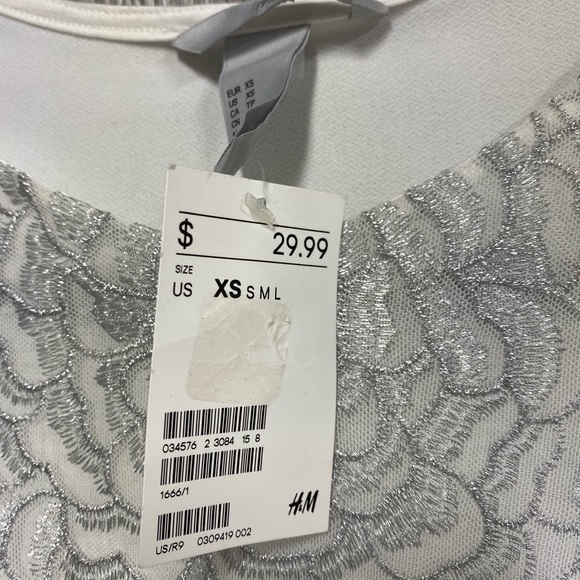 EUR XS
US XS
CA TP
CN
$ 29.99
SIZE
US XS S M L
034576 2 3084 15 8
1666/1
H&M
US/R9 0309419 002